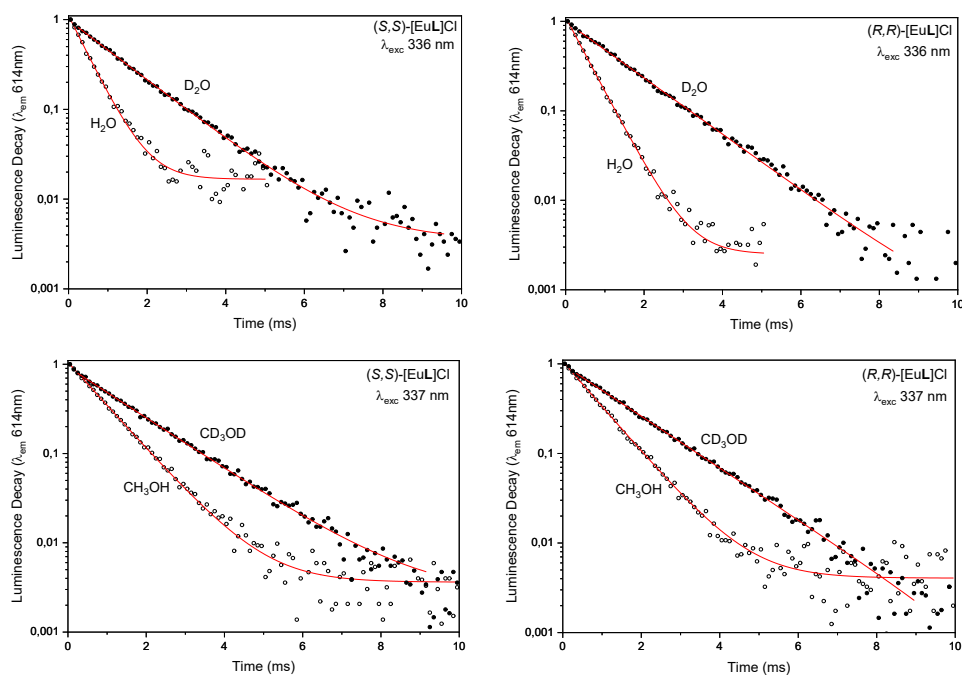 (S,S)-[EuL]Cl
λexc 336 nm
D2O
H2O
1
0,1
0,01
0,001
0 2 4 6 8 10
Time (ms)
Luminescence Decay (λem 614nm)
(R,R)-[EuL]Cl
λexc 336 nm
D2O
H2O
1
0,1
0,01
0,001
0 2 4 6 8 10
Time (ms)
Luminescence Decay (λem 614nm)
(S,S)-[EuL]Cl
λexc 337 nm
CD3OD
CH3OH
1
0,1
0,01
0,001
0 2 4 6 8 10
Time (ms)
Luminescence Decay (λem 614nm)
(R,R)-[EuL]Cl
λexc 337 nm
CD3OD
CH3OH
1
0,1
0,01
0,001
0 2 4 6 8 10
Time (ms)
Luminescence Decay (λem 614nm)